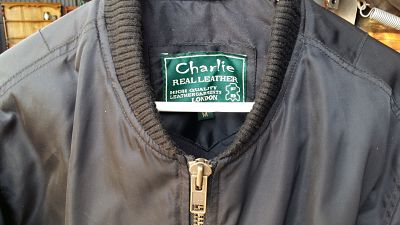 Charlie
REAL LEATHER
HIGH QUALITY
LEATHERGARMENTS
LONDON
M